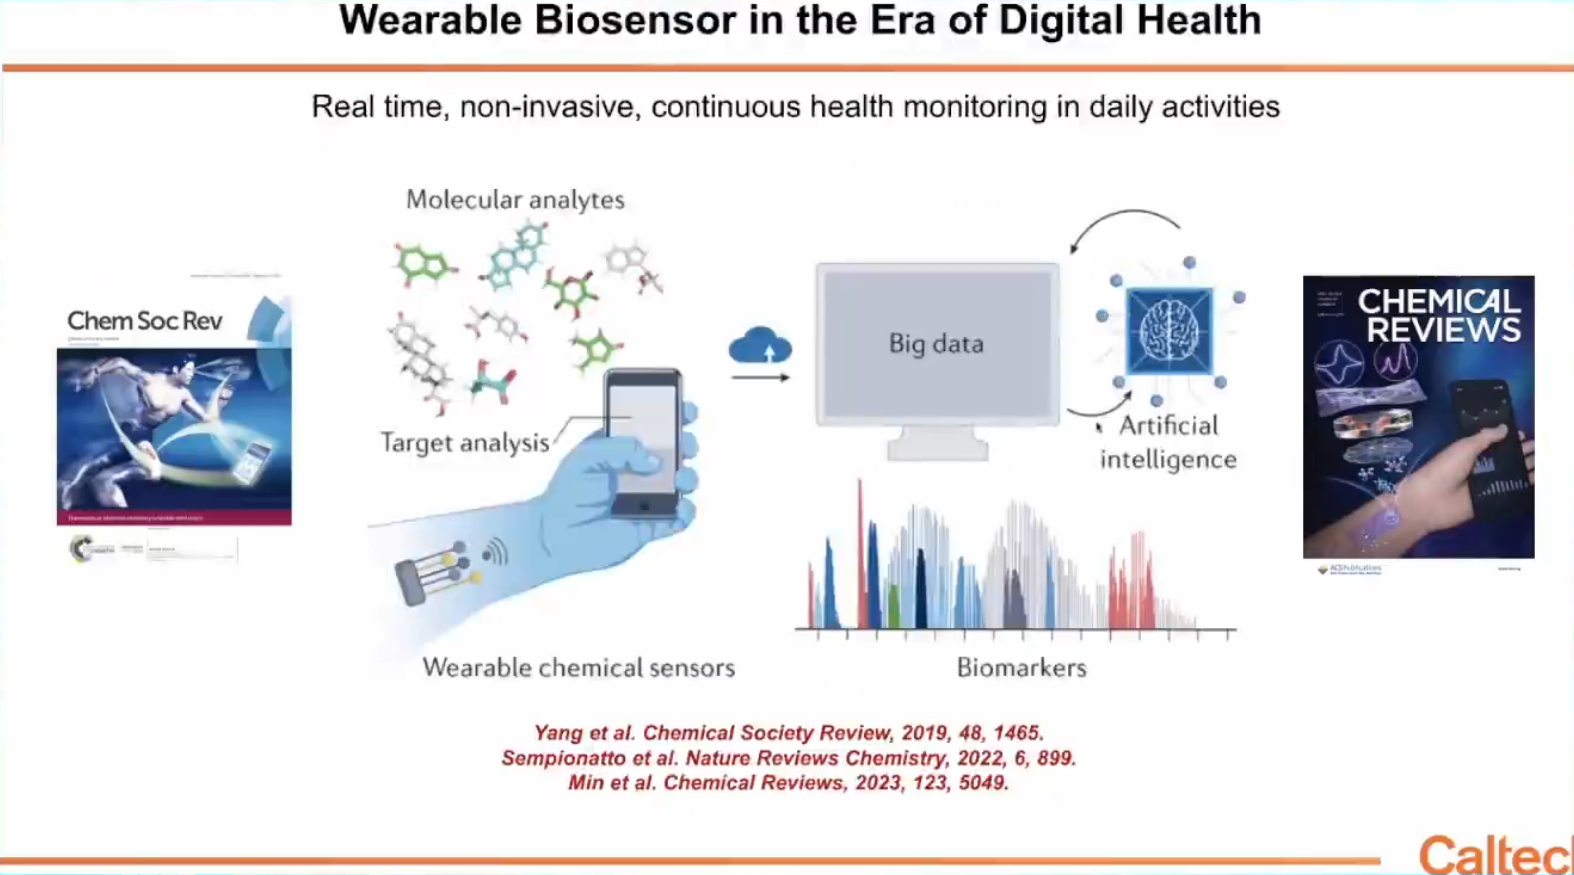 Wearable Biosensor in the Era of Digital Health
Real time, non-invasive, continuous health monitoring in daily activities
Molecular analytes
Chem Soc Rev
Target analysis
Wearable chemical sensors
Big data
Artificial
intelligence
Biomarkers
CHEMICAL
REVIEWS
ACS Publications
Yang et al. Chemical Society Review, 2019, 48, 1465.
Sempionatto et al. Nature Reviews Chemistry, 2022, 6, 899.
Min et al. Chemical Reviews, 2023, 123, 5049.
Caltec